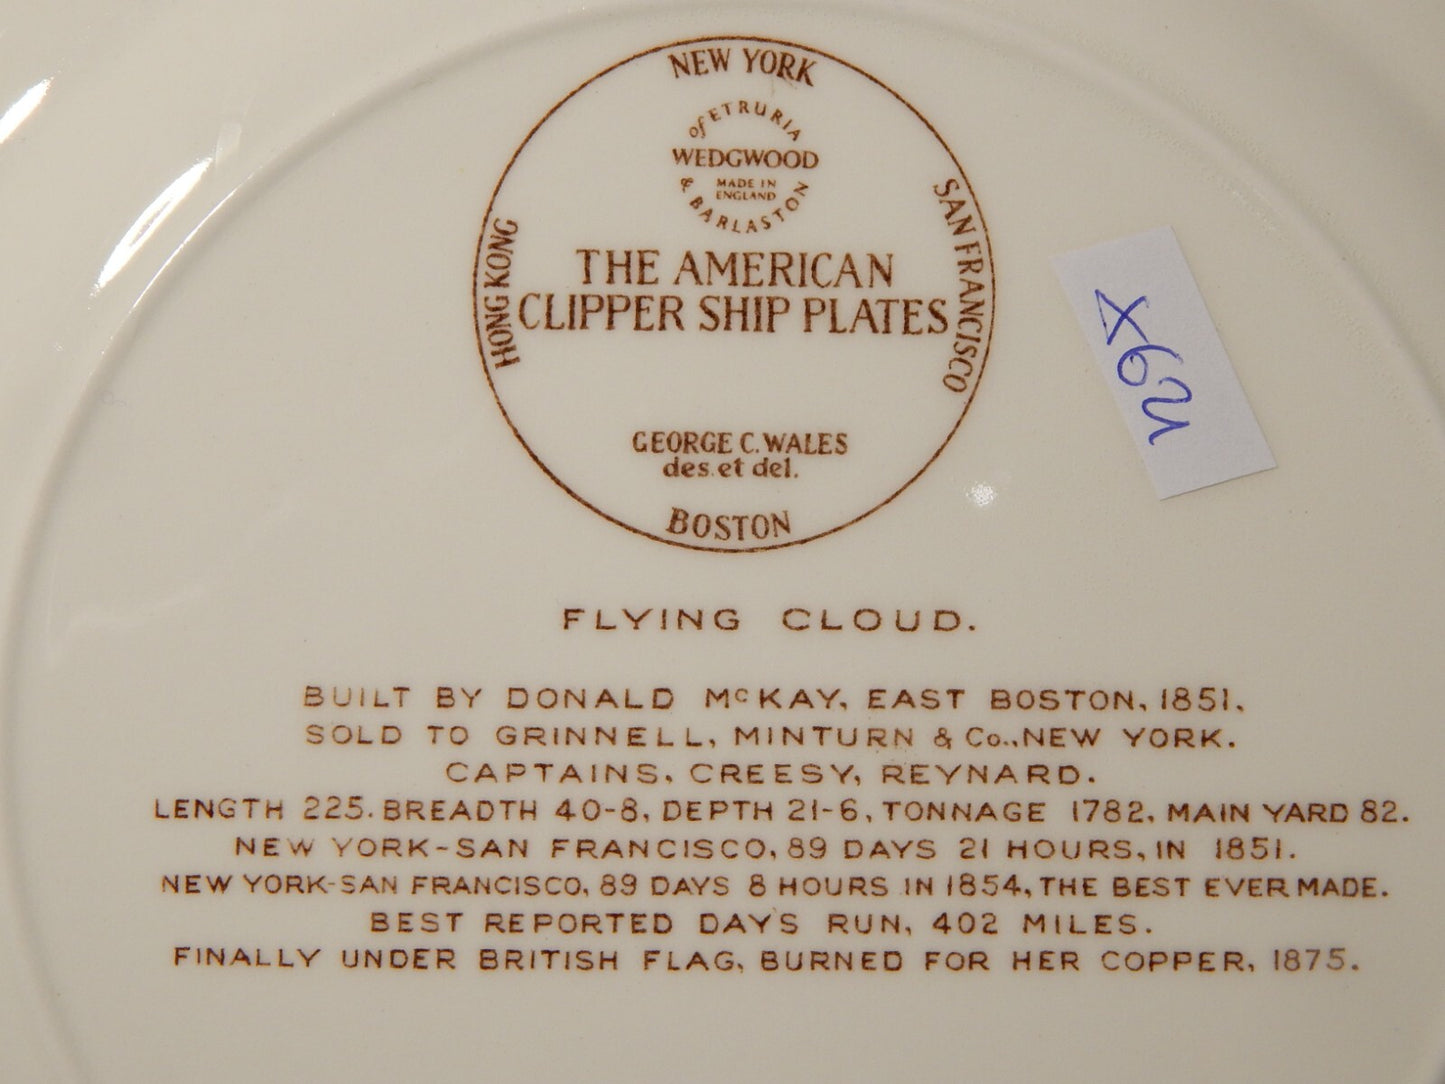 NEW YORK
of ETRURIA
WEDGWOOD
MADE IN
ENGLAND
& BARLASTON
HONG KONG
SAN FRANCISCO
THE AMERICAN
CLIPPER SHIP PLATES
GEORGE C. WALES
des. et del.
BOSTON
FLYING CLOUD.
BUILT BY DONALD McKAY, EAST BOSTON, 1851.
SOLD TO GRINNELL, MINTURN & Co., NEW YORK.
CAPTAINS, CREESY, REYNARD.
LENGTH 225. BREADTH 40-8, DEPTH 21-6, TONNAGE 1782, MAIN YARD 82.
NEW YORK-SAN FRANCISCO, 89 DAYS 21 HOURS, IN 1851.
NEW YORK-SAN FRANCISCO, 89 DAYS 8 HOURS IN 1854, THE BEST EVER MADE.
BEST REPORTED DAY'S RUN, 402 MILES.
FINALLY UNDER BRITISH FLAG, BURNED FOR HER COPPER, 1875.